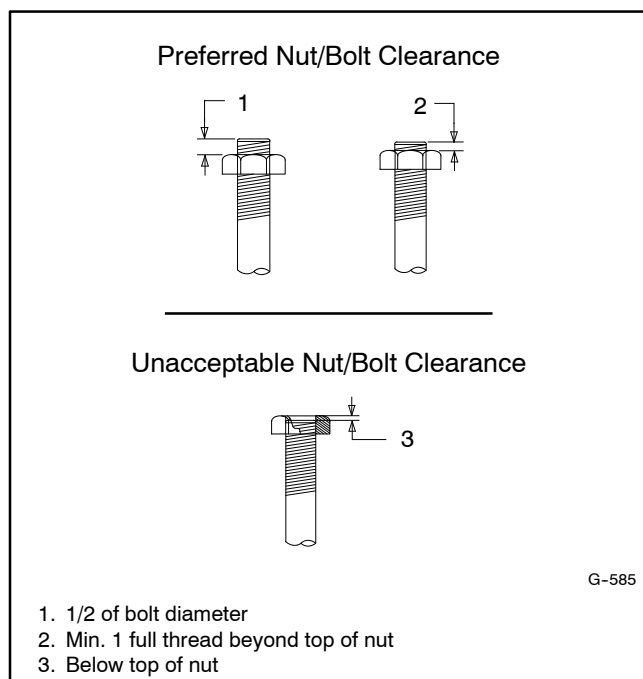 Preferred Nut/Bolt Clearance
1
2
Unacceptable Nut/Bolt Clearance
3
G-585
1. 1/2 of bolt diameter
2. Min. 1 full thread beyond top of nut
3. Below top of nut